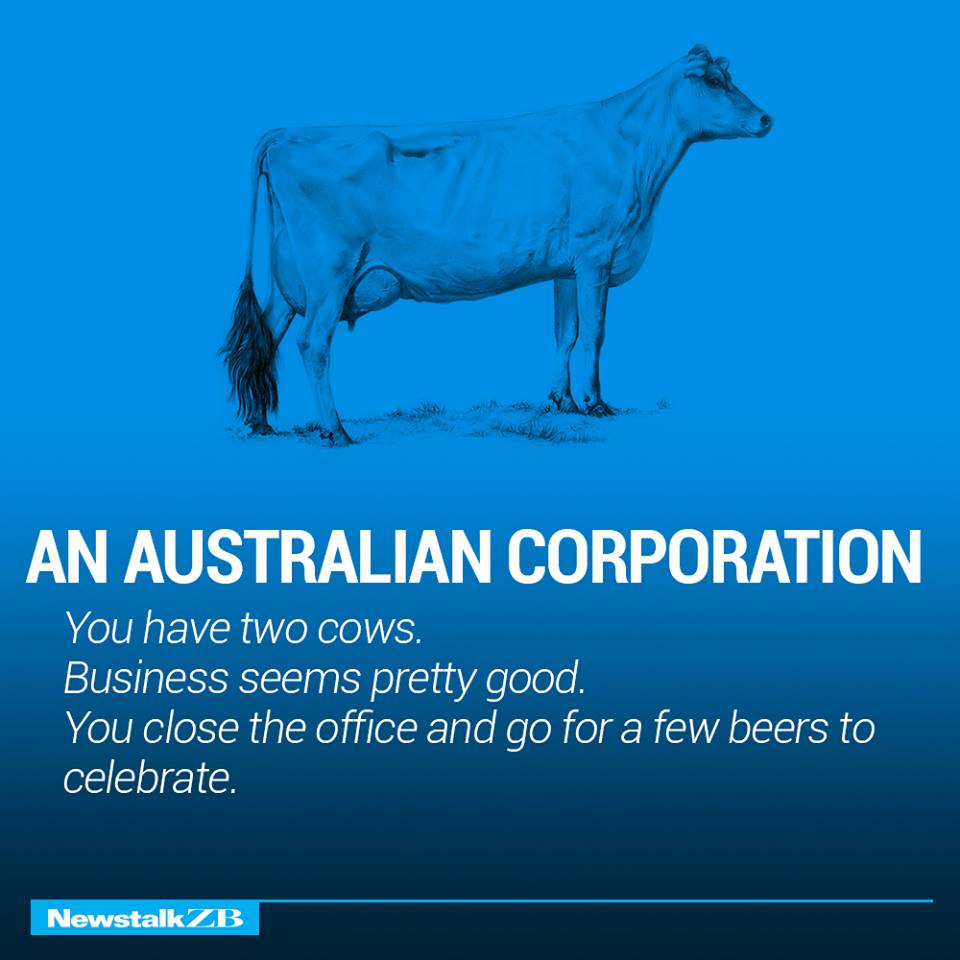 AN AUSTRALIAN CORPORATION
You have two cows.
Business seems pretty good.
You close the office and go for a few beers to
celebrate.
NewstalkZB